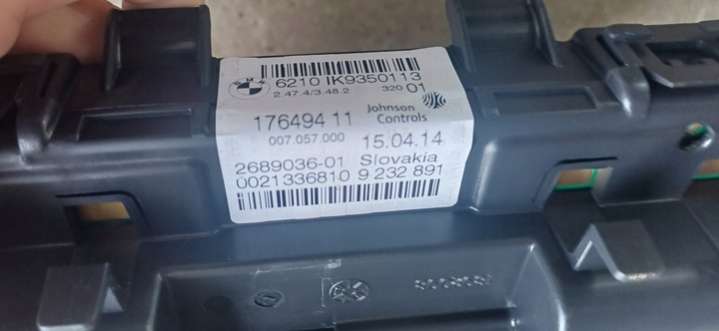 6210 IK9350113
2.47.4/3.48.2 320 01
Johnson
Controls
176494 11
007.057 000 15.04.14
2689036-01 Slovakia
0021336810 9 232 891